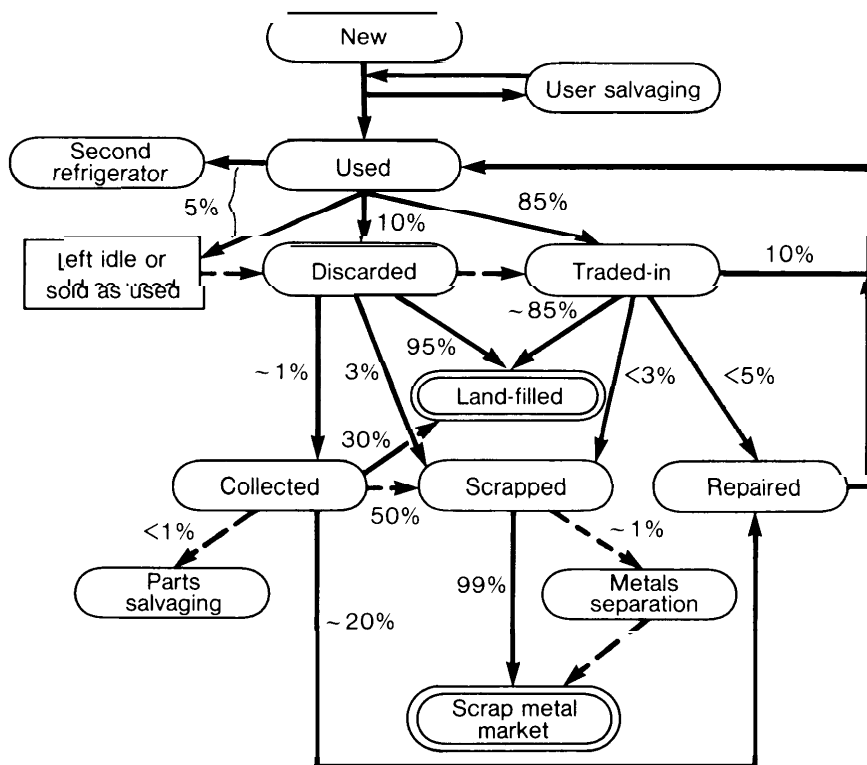 New
User salvaging
Second
refrigerator
Used
5%
10%
85%
Left idle or
sold as used
Discarded
Traded-in
10%
~85%
95%
~1%
3%
<3%
<5%
Land-filled
30%
Collected
Scrapped
Repaired
50%
<1%
~1%
Parts
salvaging
99%
Metals
separation
~20%
Scrap metal
market